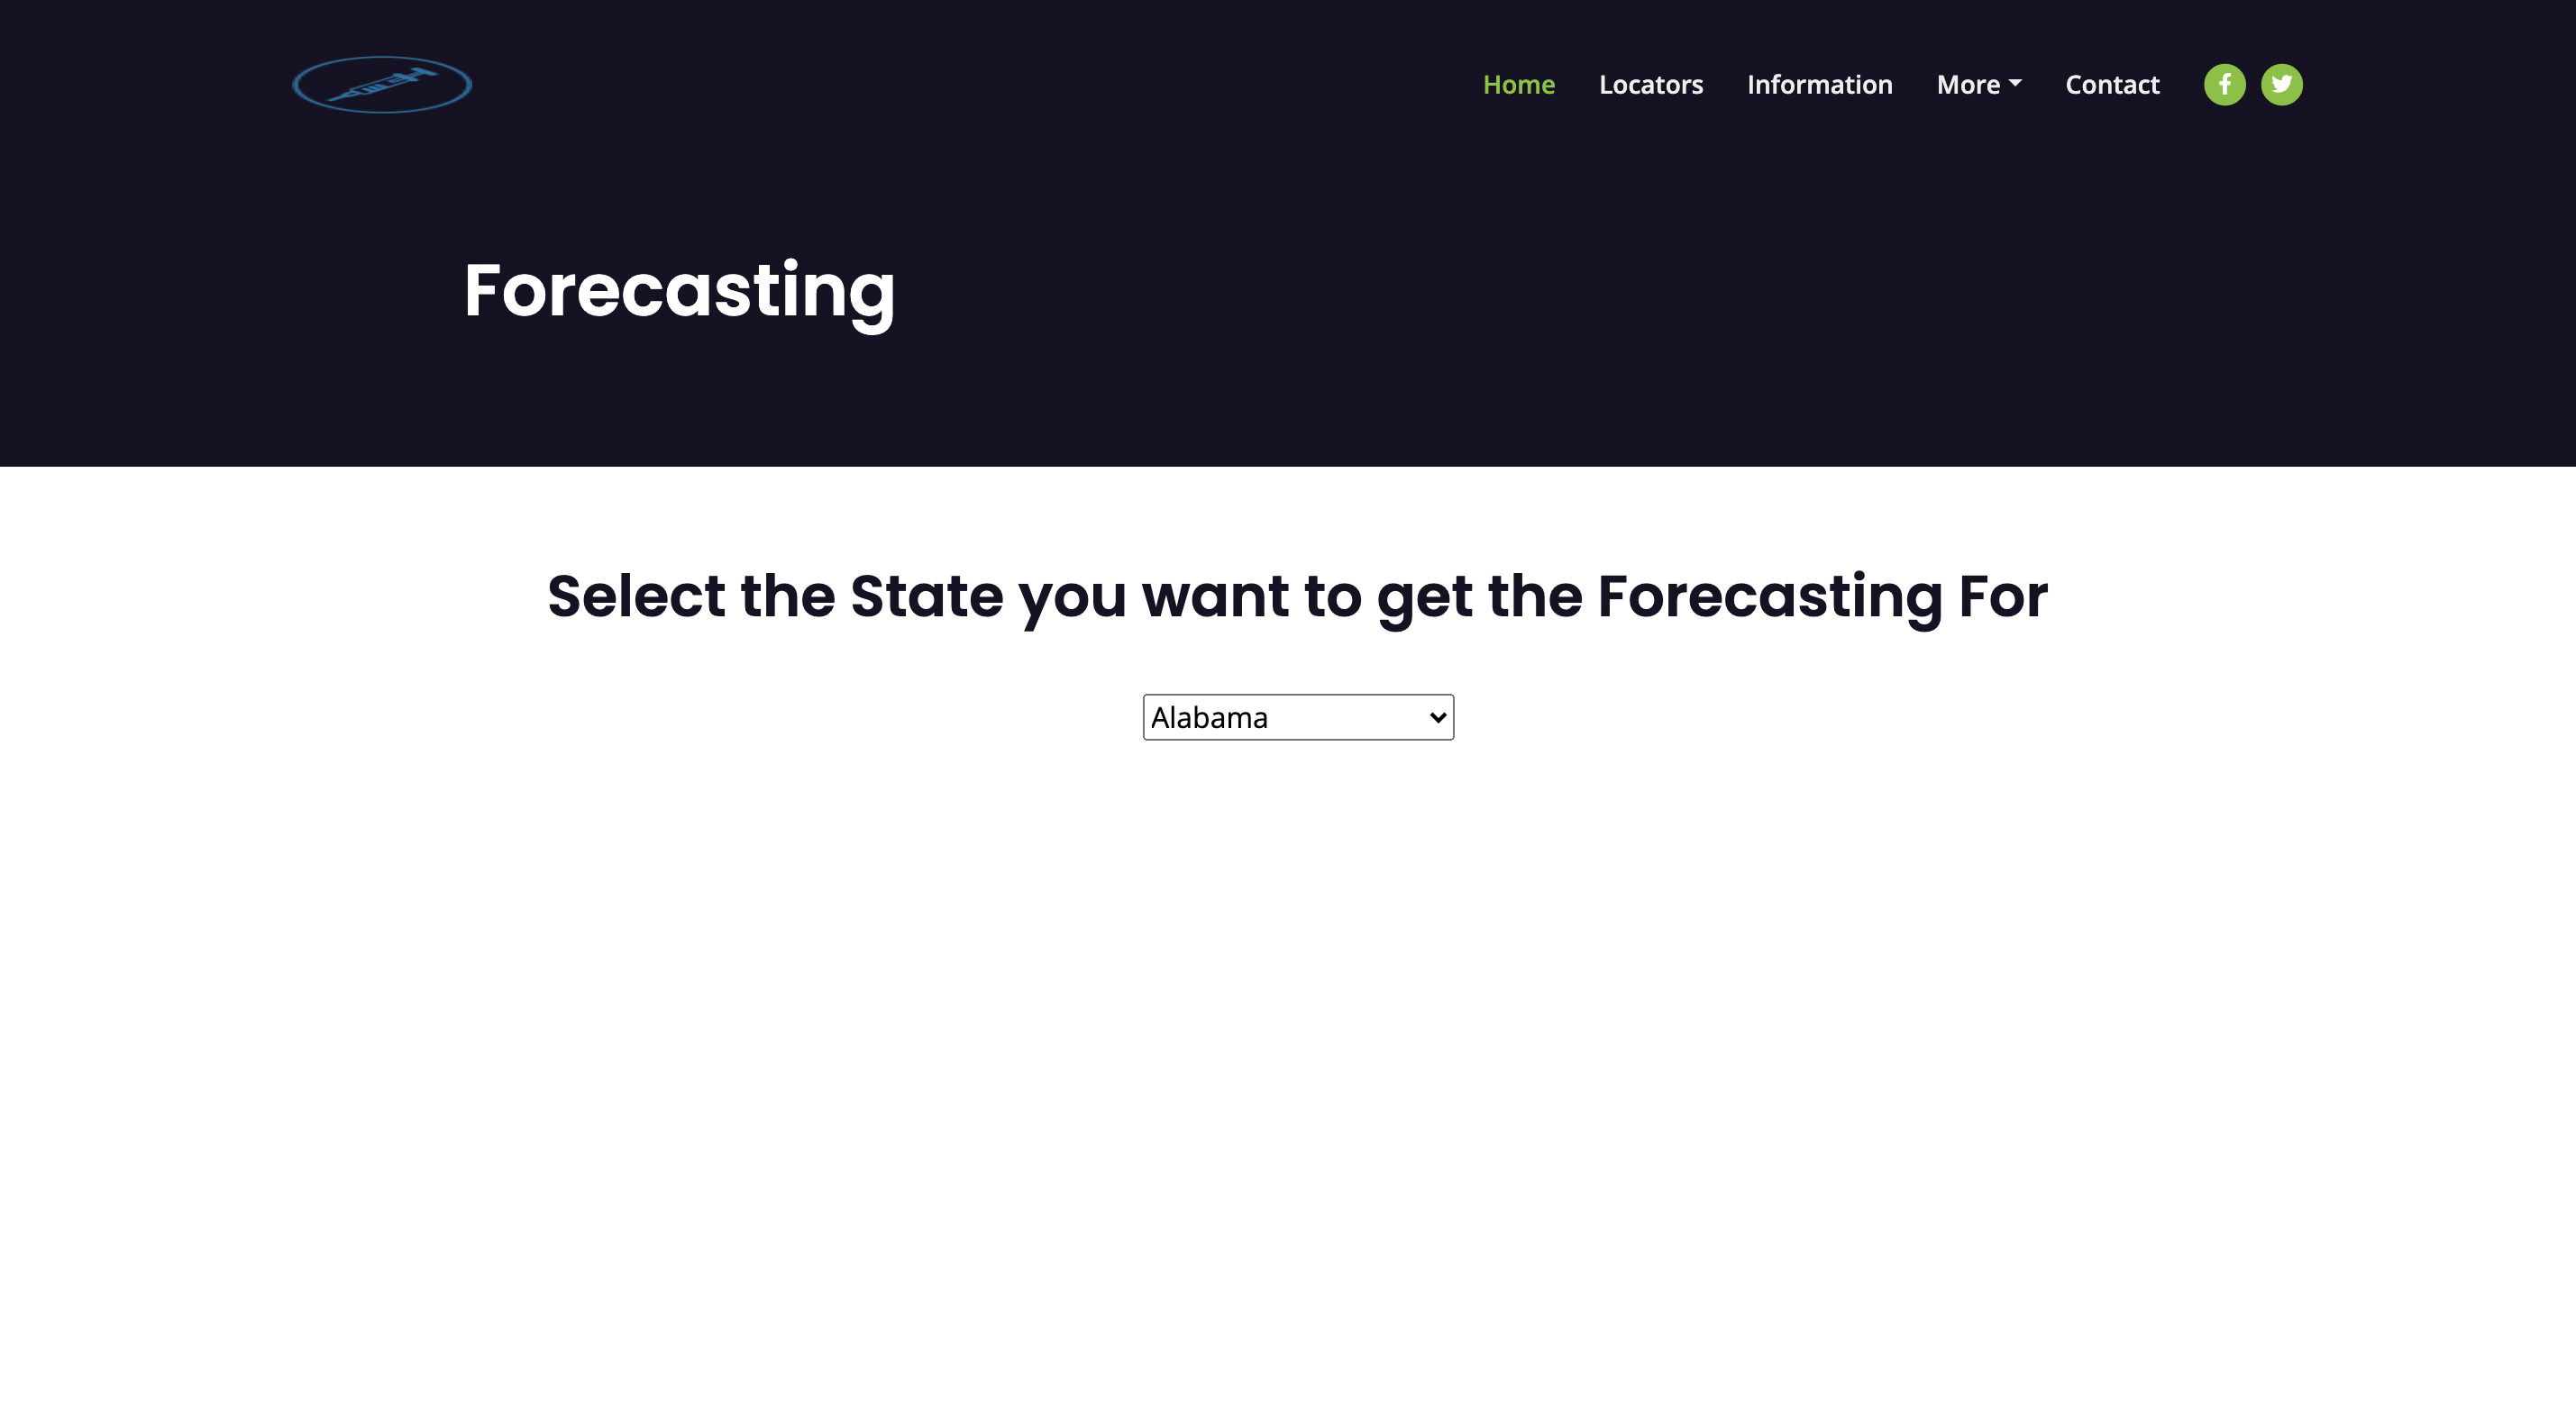 Home Locators Information More Contact
Forecasting
Select the State you want to get the Forecasting For
Alabama